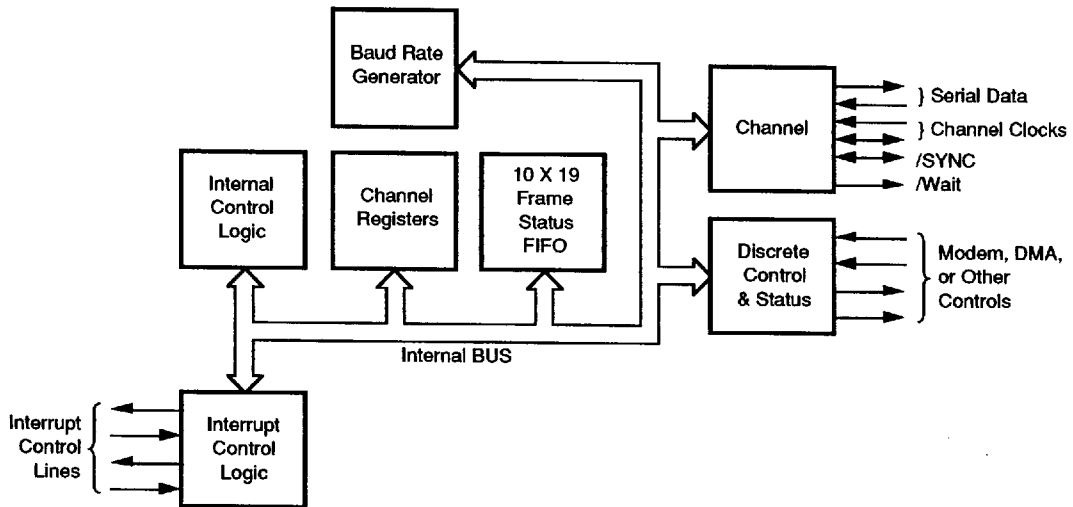 Baud Rate
Generator
Channel
} Serial Data
} Channel Clocks
/SYNC
/Wait
Internal
Control
Logic
Channel
Registers
10 X 19
Frame
Status
FIFO
Discrete
Control
& Status
Modem, DMA,
or Other
Controls
Internal BUS
Interrupt
Control
Lines
Interrupt
Control
Logic